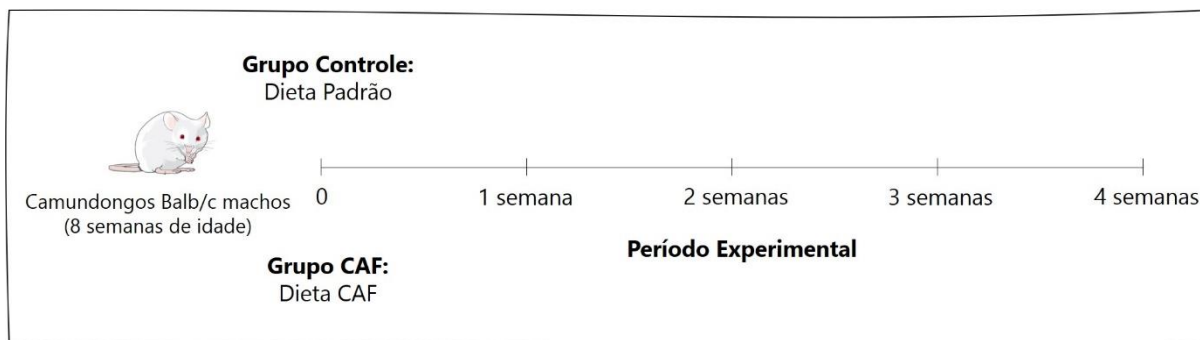 Grupo Controle:
Dieta Padrão
Camundongos Balb/c machos
(8 semanas de idade)
0
1 semana
2 semanas
3 semanas
4 semanas
Período Experimental
Grupo CAF:
Dieta CAF